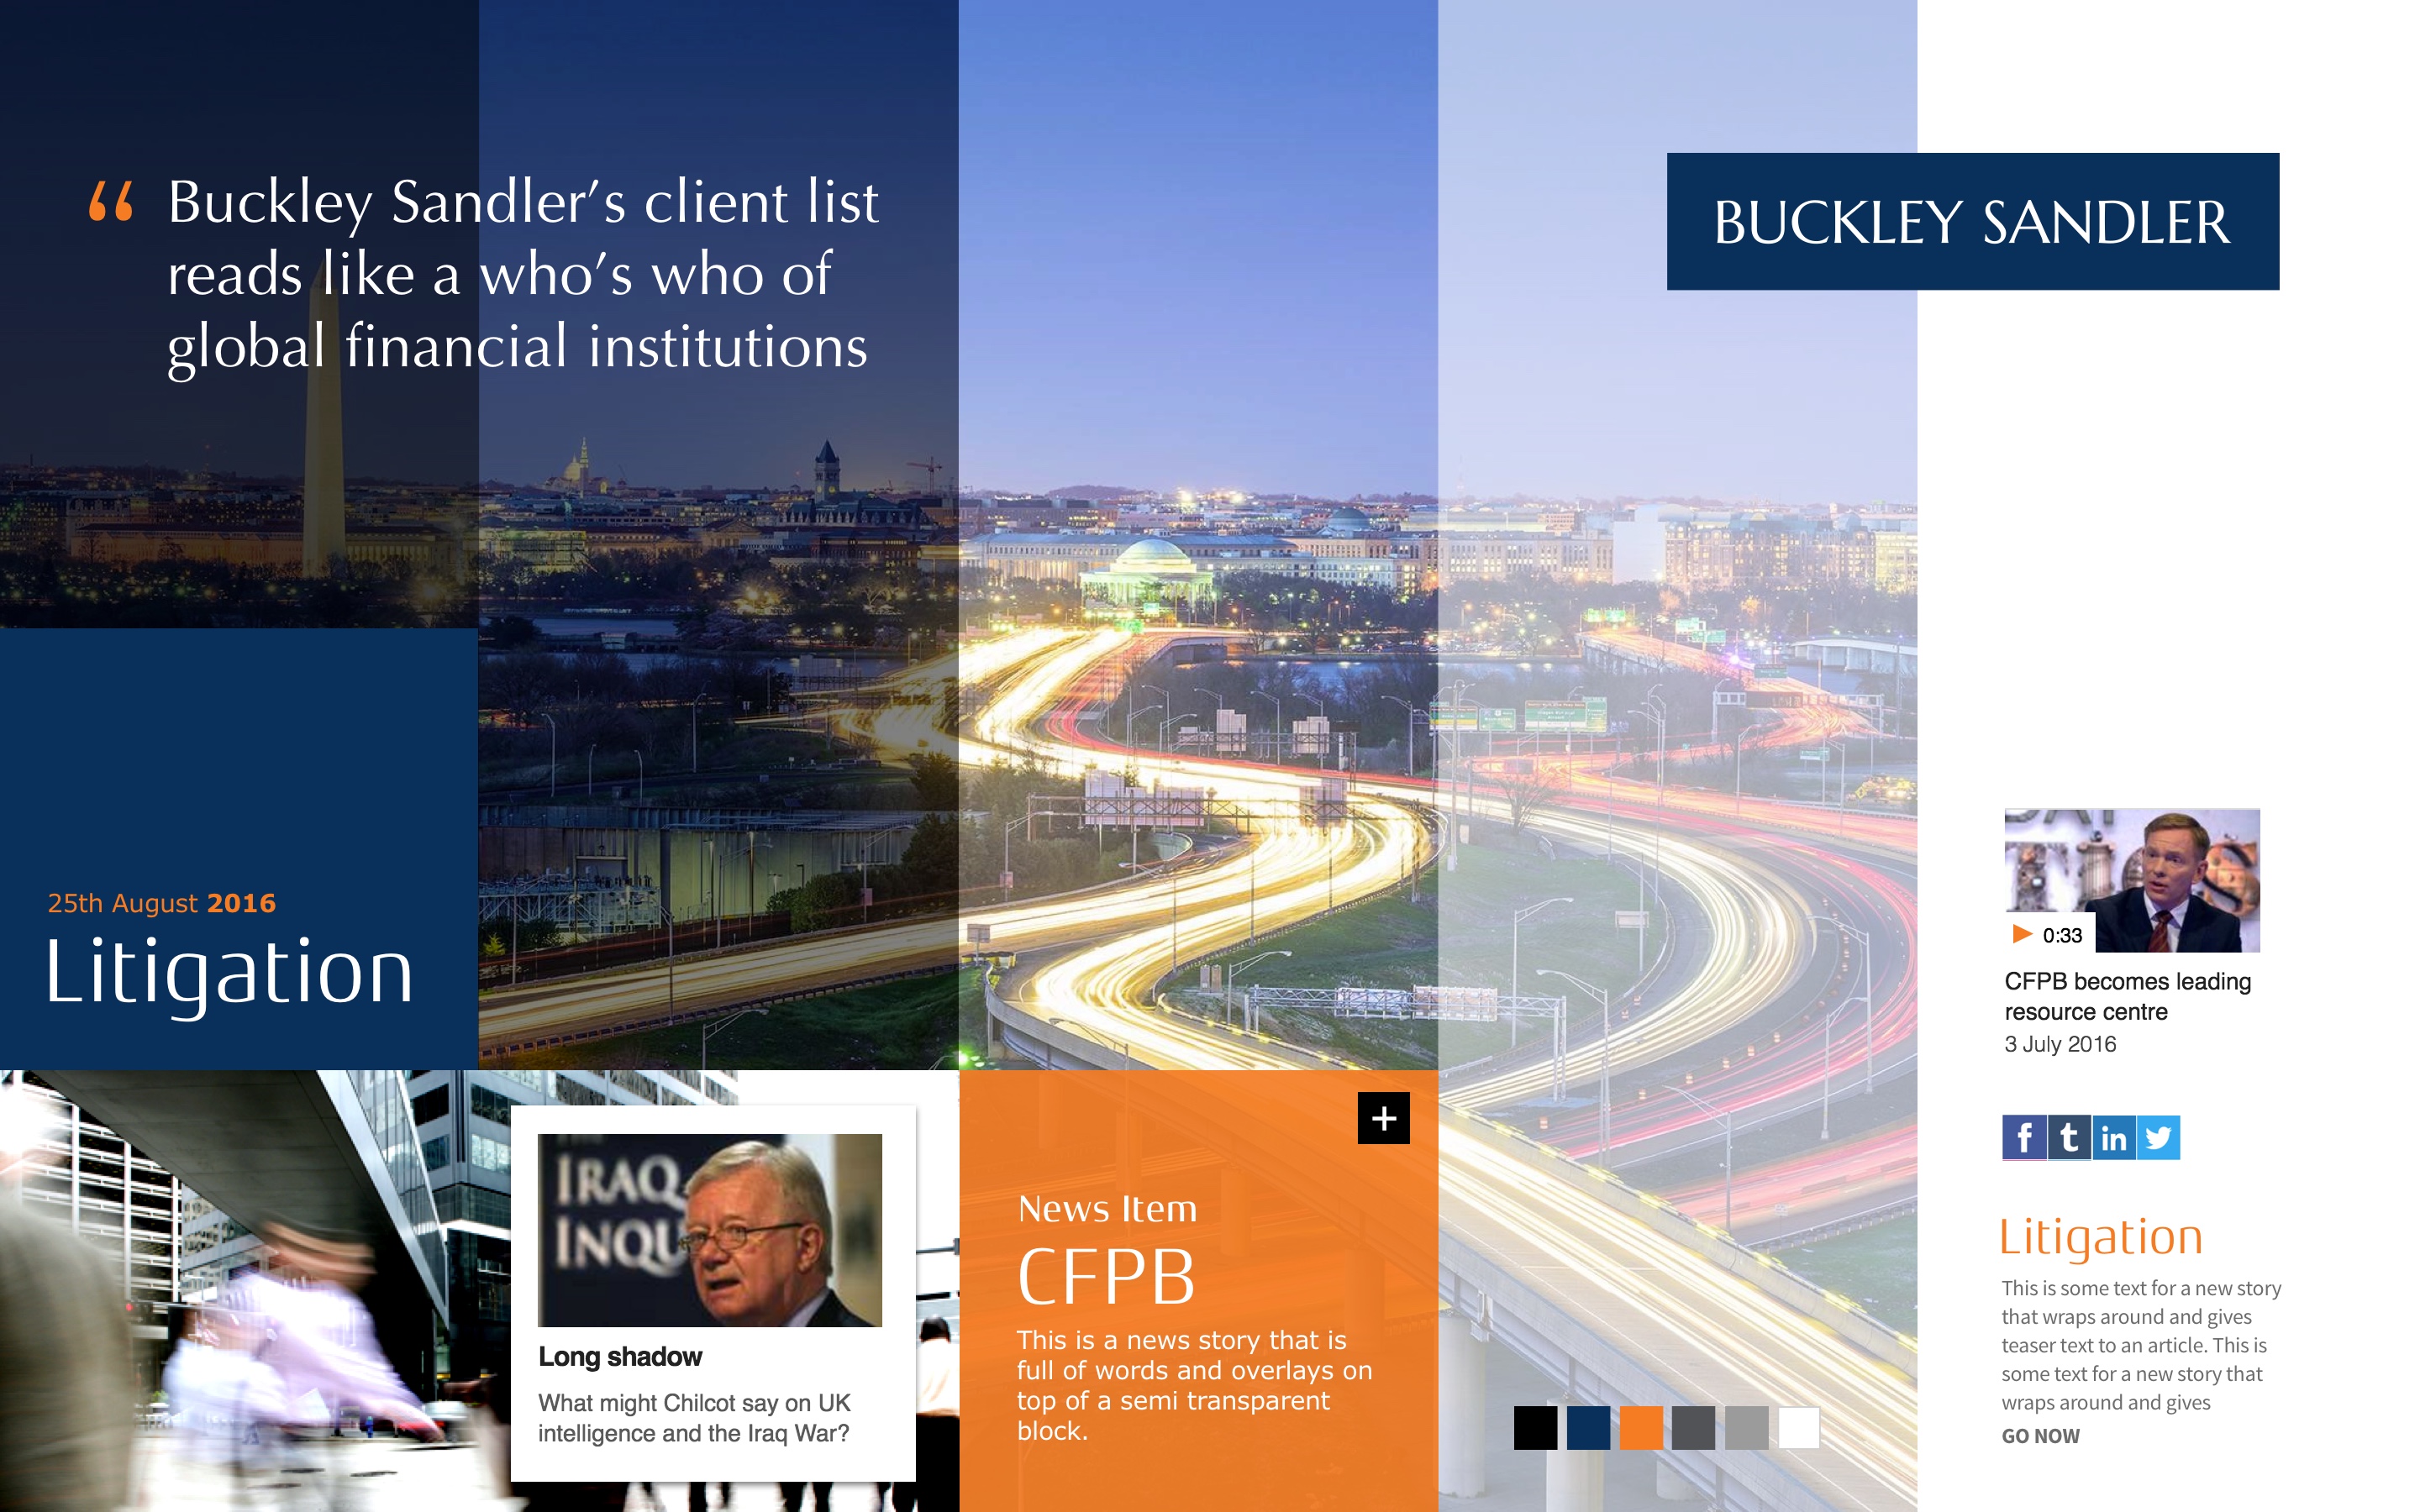 “ Buckley Sandler’s client list
reads like a who’s who of
global financial institutions
BUCKLEY SANDLER
25th August 2016
Litigation
IRAQ
INQU
Long shadow
What might Chilcot say on UK
intelligence and the Iraq War?
+
News Item
CFPB
This is a news story that is
full of words and overlays on
top of a semi transparent
block.
0:33
CFPB becomes leading
resource centre
3 July 2016
f t in
Litigation
This is some text for a new story
that wraps around and gives
teaser text to an article. This is
some text for a new story that
wraps around and gives
GO NOW